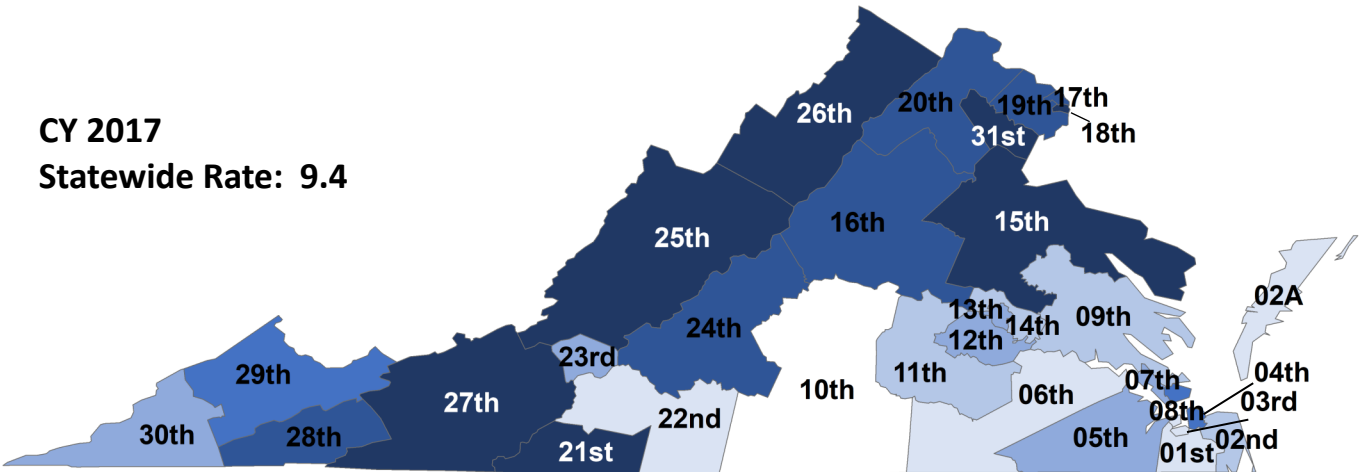 CY 2017
Statewide Rate: 9.4
26th
20th
19th
17th
18th
31st
16th
15th
25th
02A
13th
14th
09th
24th
12th
23rd
29th
11th
10th
07th
04th
06th
27th
03rd
08th
22nd
30th
28th
05th
02nd
21st
01st